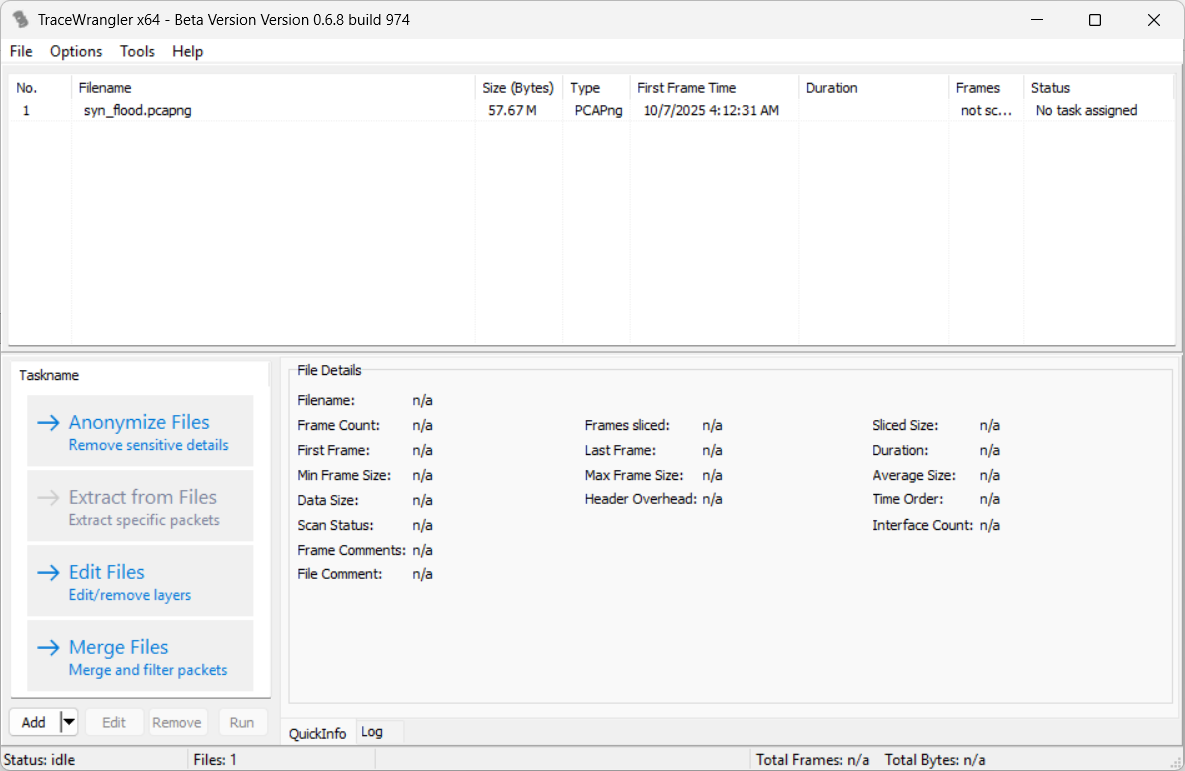 TraceWrangler x64 - Beta Version Version 0.6.8 build 974
File Options Tools Help
No. Filename Size (Bytes) Type First Frame Time Duration Frames Status
1 syn_flood.pcapng 57.67 M PCAPng 10/7/2025 4:12:31 AM not sc... No task assigned
Taskname
Anonymize Files
Remove sensitive details
Extract from Files
Extract specific packets
Edit Files
Edit/remove layers
Merge Files
Merge and filter packets
Add Edit Remove Run
File Details
Filename: n/a
Frame Count: n/a Frames sliced: n/a Sliced Size: n/a
First Frame: n/a Last Frame: n/a Duration: n/a
Min Frame Size: n/a Max Frame Size: n/a Average Size: n/a
Data Size: n/a Header Overhead: n/a Time Order: n/a
Scan Status: n/a Interface Count: n/a
Frame Comments: n/a
File Comment: n/a
QuickInfo Log
Status: idle Files: 1 Total Frames: n/a Total Bytes: n/a